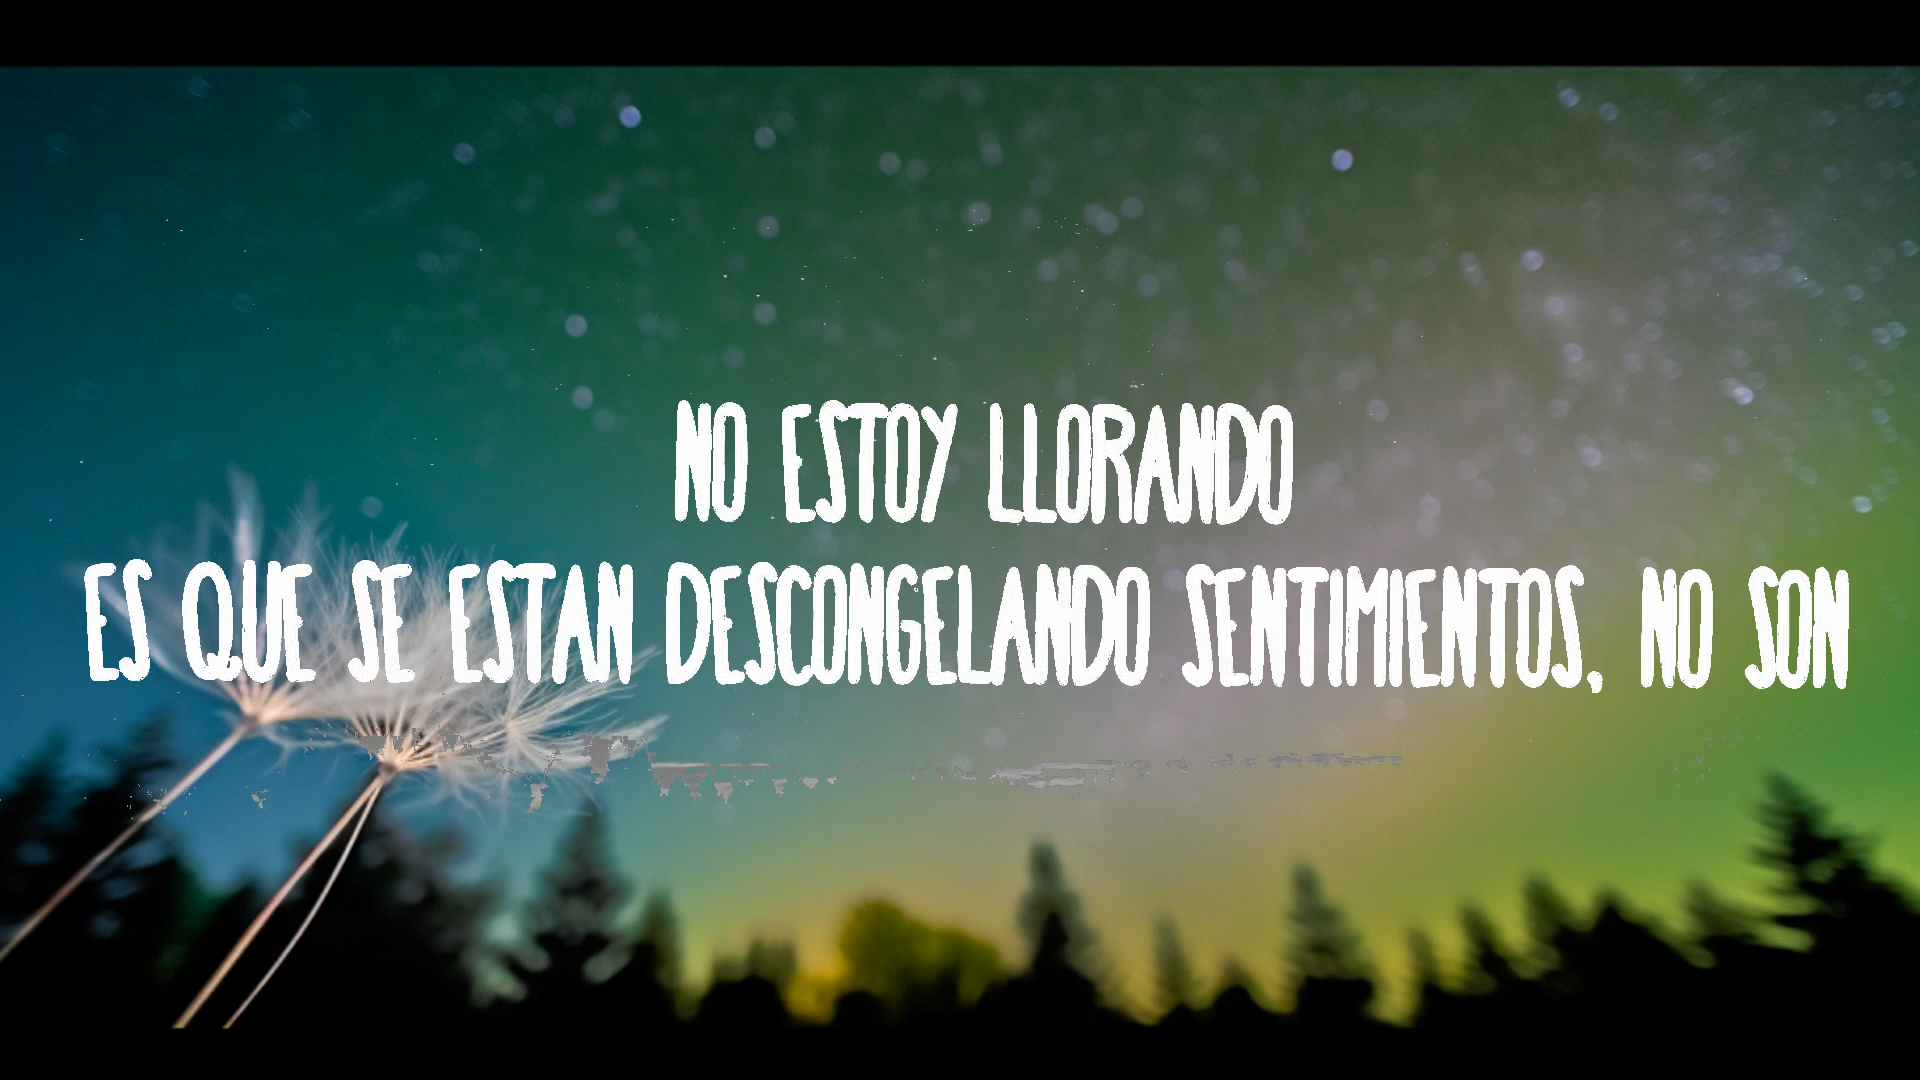 NO ESTOY LLORANDO
ES QUE SE ESTAN DESCONGELANDO SENTIMIENTOS, NO SON